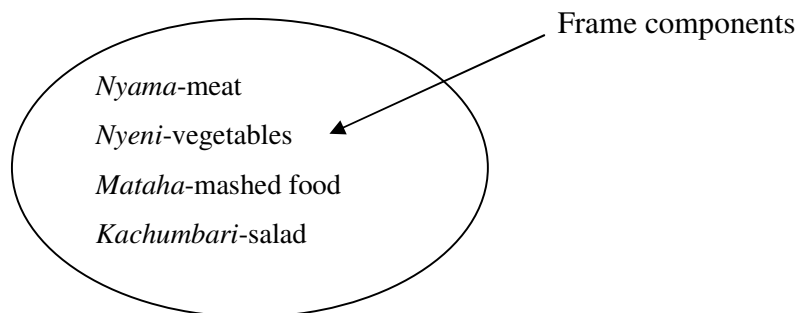 Frame components
Nyama-meat
Nyeni-vegetables
Mataha-mashed food
Kachumbari-salad